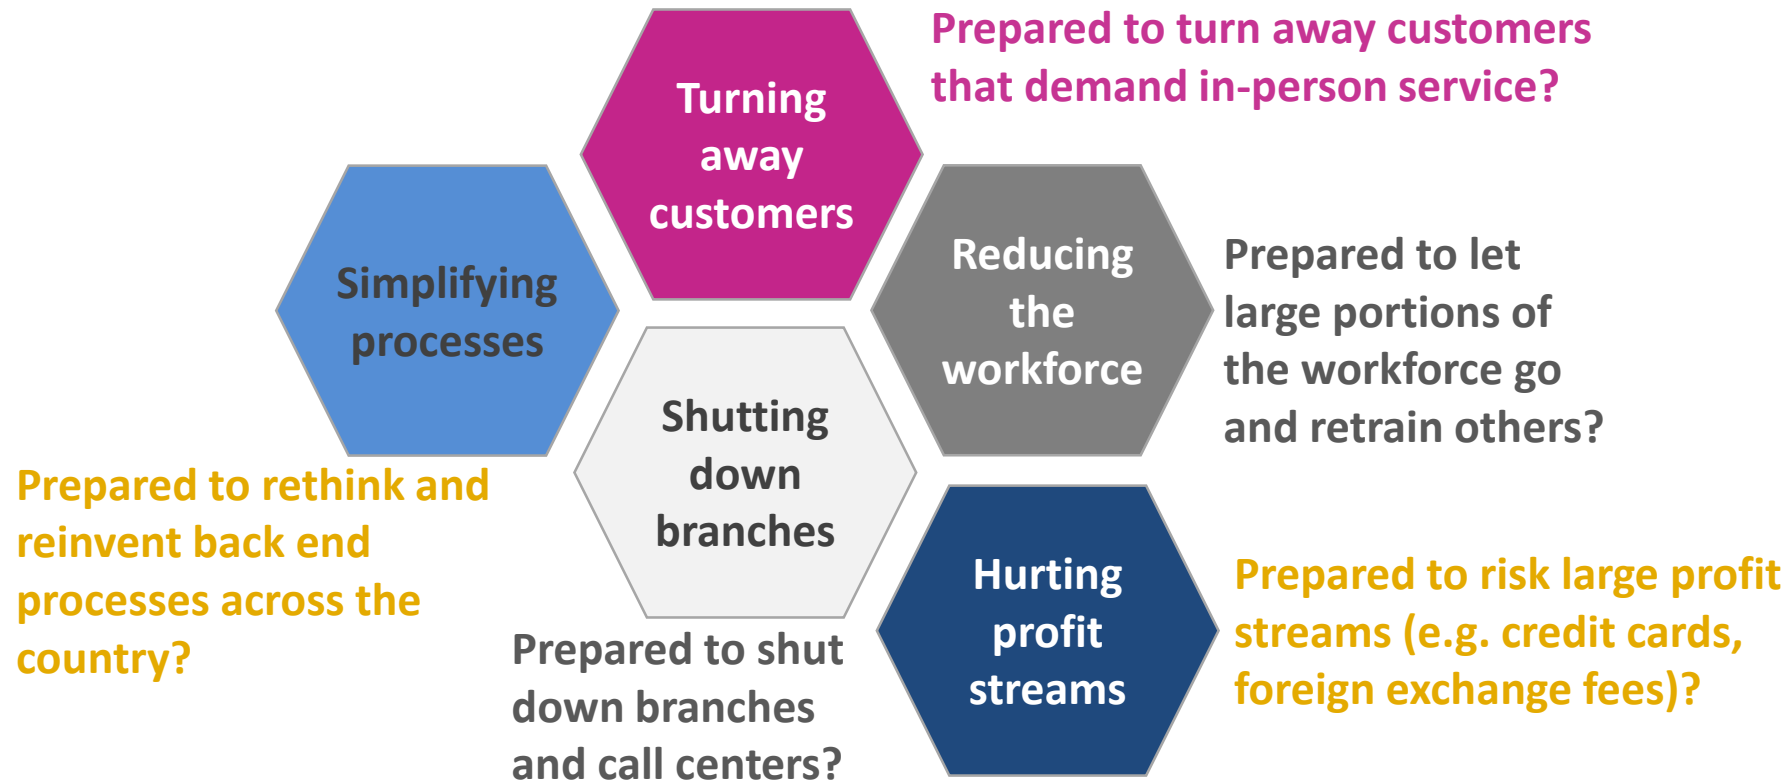 Prepared to turn away customers
that demand in-person service?
Turning
away
customers
Simplifying
processes
Reducing
the
workforce
Prepared to let
large portions of
the workforce go
and retrain others?
Shutting
down
branches
Prepared to rethink and
reinvent back end
processes across the
country?
Prepared to shut
down branches
and call centers?
Hurting
profit
streams
Prepared to risk large profit
streams (e.g. credit cards,
foreign exchange fees)?